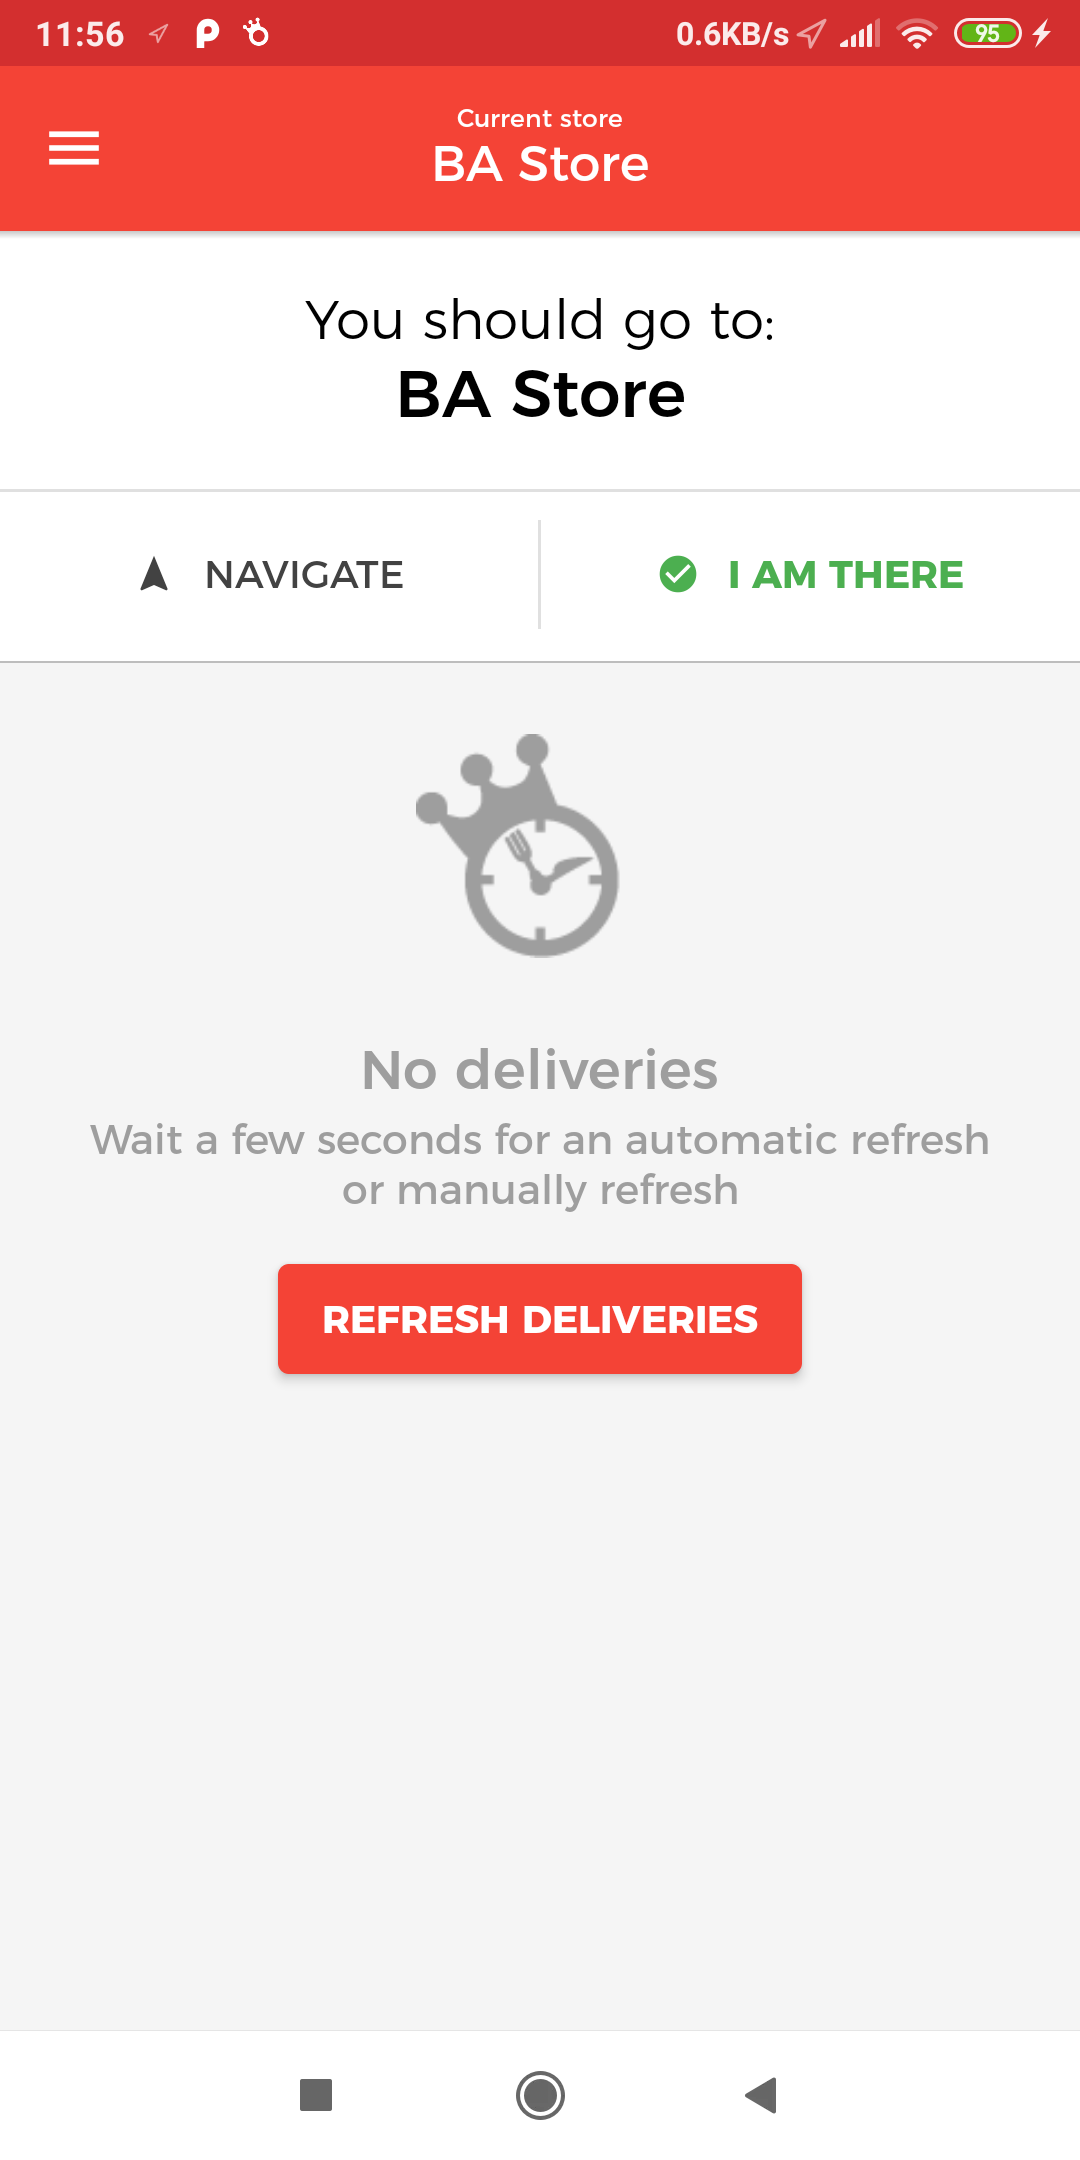 11:56
0.6KB/s
95
Current store
BA Store
You should go to:
BA Store
NAVIGATE
I AM THERE
No deliveries
Wait a few seconds for an automatic refresh
or manually refresh
REFRESH DELIVERIES